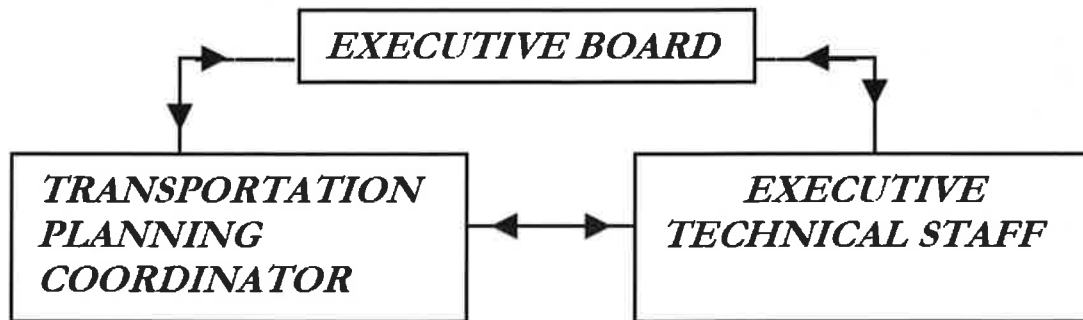 EXECUTIVE BOARD
TRANSPORTATION
PLANNING
COORDINATOR
EXECUTIVE
TECHNICAL STAFF